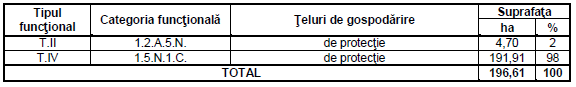 Tipul funcţional Categoria funcţională Ţeluri de gospodărire Suprafaţa
ha %
T.II 1.2.A.5.N. de protecţie 4,70 2
T.IV 1.5.N.1.C. de protecţie 191,91 98
TOTAL 196,61 100